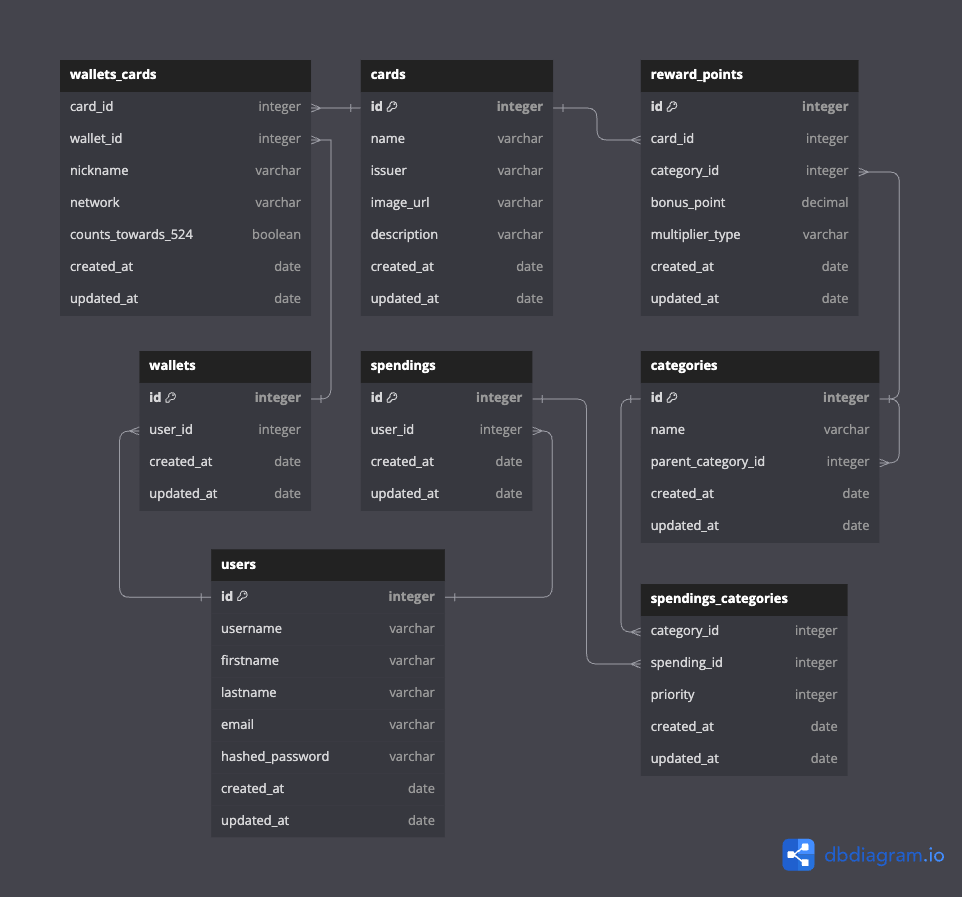 wallets_cards
card_id integer
wallet_id integer
nickname varchar
network varchar
counts_towards_524 boolean
created_at date
updated_at date
cards
id integer
name varchar
issuer varchar
image_url varchar
description varchar
created_at date
updated_at date
reward_points
id integer
card_id integer
category_id integer
bonus_point decimal
multiplier_type varchar
created_at date
updated_at date
wallets
id integer
user_id integer
created_at date
updated_at date
spendings
id integer
user_id integer
created_at date
updated_at date
categories
id integer
name varchar
parent_category_id integer
created_at date
updated_at date
users
id integer
username varchar
firstname varchar
lastname varchar
email varchar
hashed_password varchar
created_at date
updated_at date
spendings_categories
category_id integer
spending_id integer
priority integer
created_at date
updated_at date
dbdiagram.io